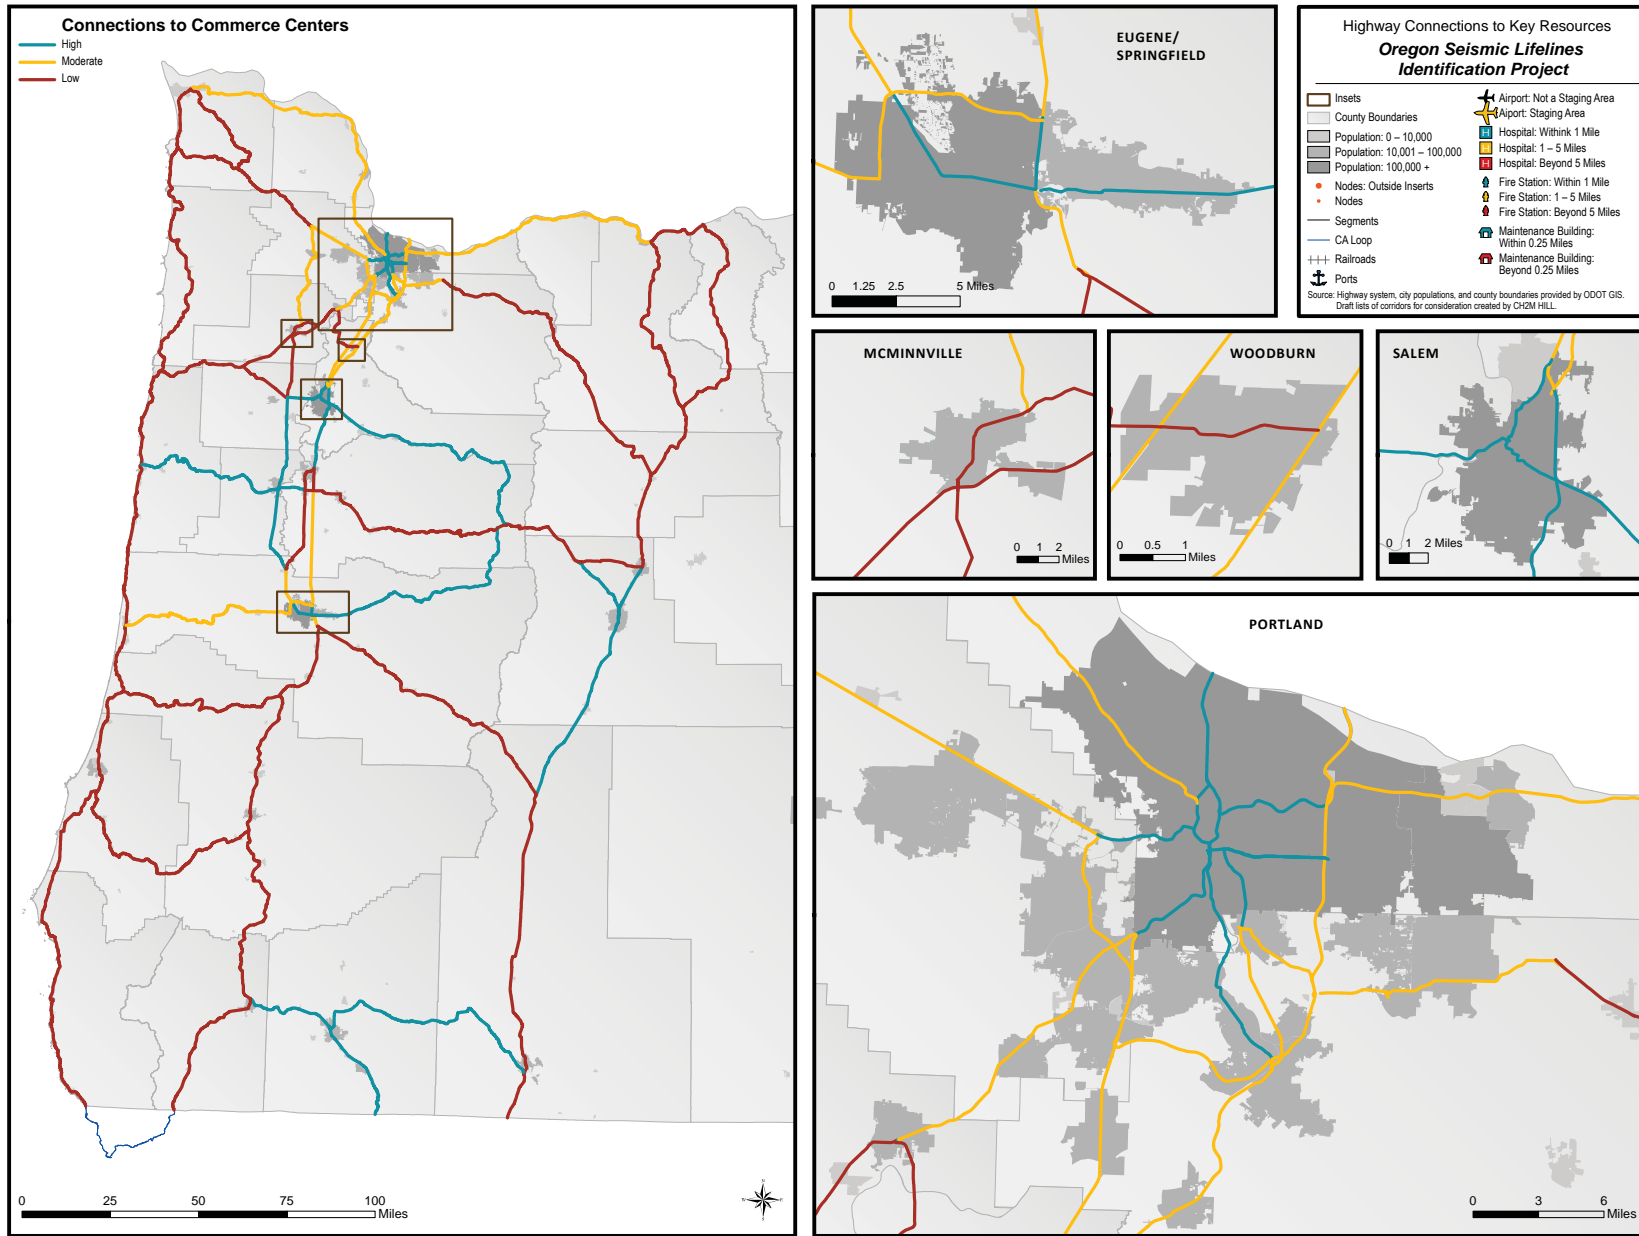 Connections to Commerce Centers
High
Moderate
Low
0 25 50 75 100
Miles
EUGENE/
SPRINGFIELD
0 1.25 2.5 5 Miles
Highway Connections to Key Resources
Oregon Seismic Lifelines
Identification Project
Insets
County Boundaries
Population: 0 – 10,000
Population: 10,001 – 100,000
Population: 100,000 +
Nodes: Outside Inserts
Nodes
Segments
CA Loop
Railroads
Ports
Airport: Not a Staging Area
Aiport: Staging Area
Hospital: Withink 1 Mile
Hospital: 1 – 5 Miles
Hospital: Beyond 5 Miles
Fire Station: Within 1 Mile
Fire Station: 1 – 5 Miles
Fire Station: Beyond 5 Miles
Maintenance Building:
Within 0.25 Miles
Maintenance Building:
Beyond 0.25 Miles
Source: Highway system, city populations, and county boundaries provided by ODOT GIS.
Draft lists of corridors for consideration created by CH2M HILL.
MCMINNVILLE
0 1 2
Miles
WOODBURN
0 0.5 1
Miles
SALEM
0 1 2 Miles
PORTLAND
0 3 6
Miles